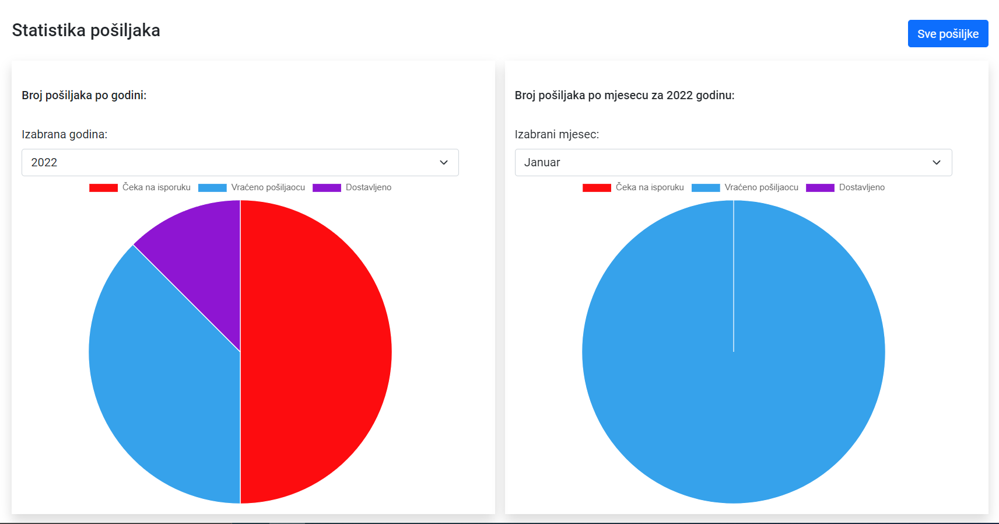 Statistika pošiljaka
Sve pošiljke
Broj pošiljaka po godini:
Izabrana godina:
2022
Čeka na isporuku
Vraćeno pošiljaocu
Dostavljeno
Broj pošiljaka po mjesecu za 2022 godinu:
Izabrani mjesec:
Januar
Čeka na isporuku
Vraćeno pošiljaocu
Dostavljeno